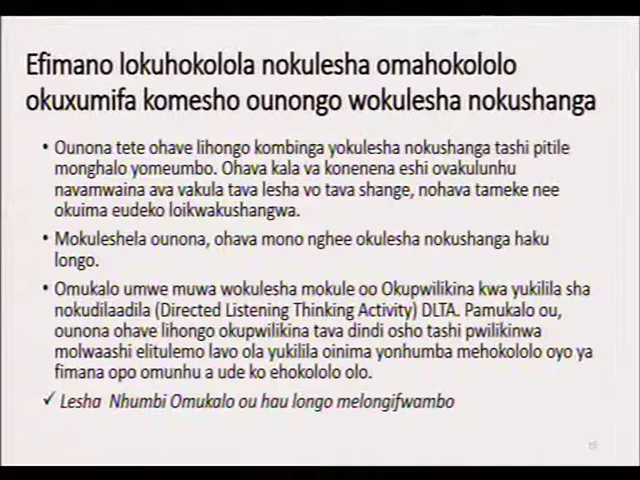 Efimano lokuhokolola nokulesha omahokololo
okuxumifa komesho ounongo wokulesha nokushanga
• Ounona tete ohave lihongo kombinga yokulesha nokushanga tashi pitile
monghalo yomeumbo. Ohava kala va konenena eshi ovakulunhu
navamwaina ava vakula tava lesha vo tava shange, nohava tameke nee
okuima eudeko loikwakushangwa.
• Mokuleshela ounona, ohava mono nghee okulesha nokushanga haku
longo.
• Omukalo umwe muwa wokulesha mokule oo Okupwilikina kwa yukilila sha
nokudilaadila (Directed Listening Thinking Activity) DLTA. Pamukalo ou,
ounona ohave lihongo okupwilikina tava dindi osho tashi pwilikinwa
molwaashi elitulemo lavo ola yukilila oinima yonhumba mehokololo oyo ya
fimana opo omunhu a ude ko ehokololo olo.
✓ Lesha Nhumbi Omukalo ou hau longo melongifwambo